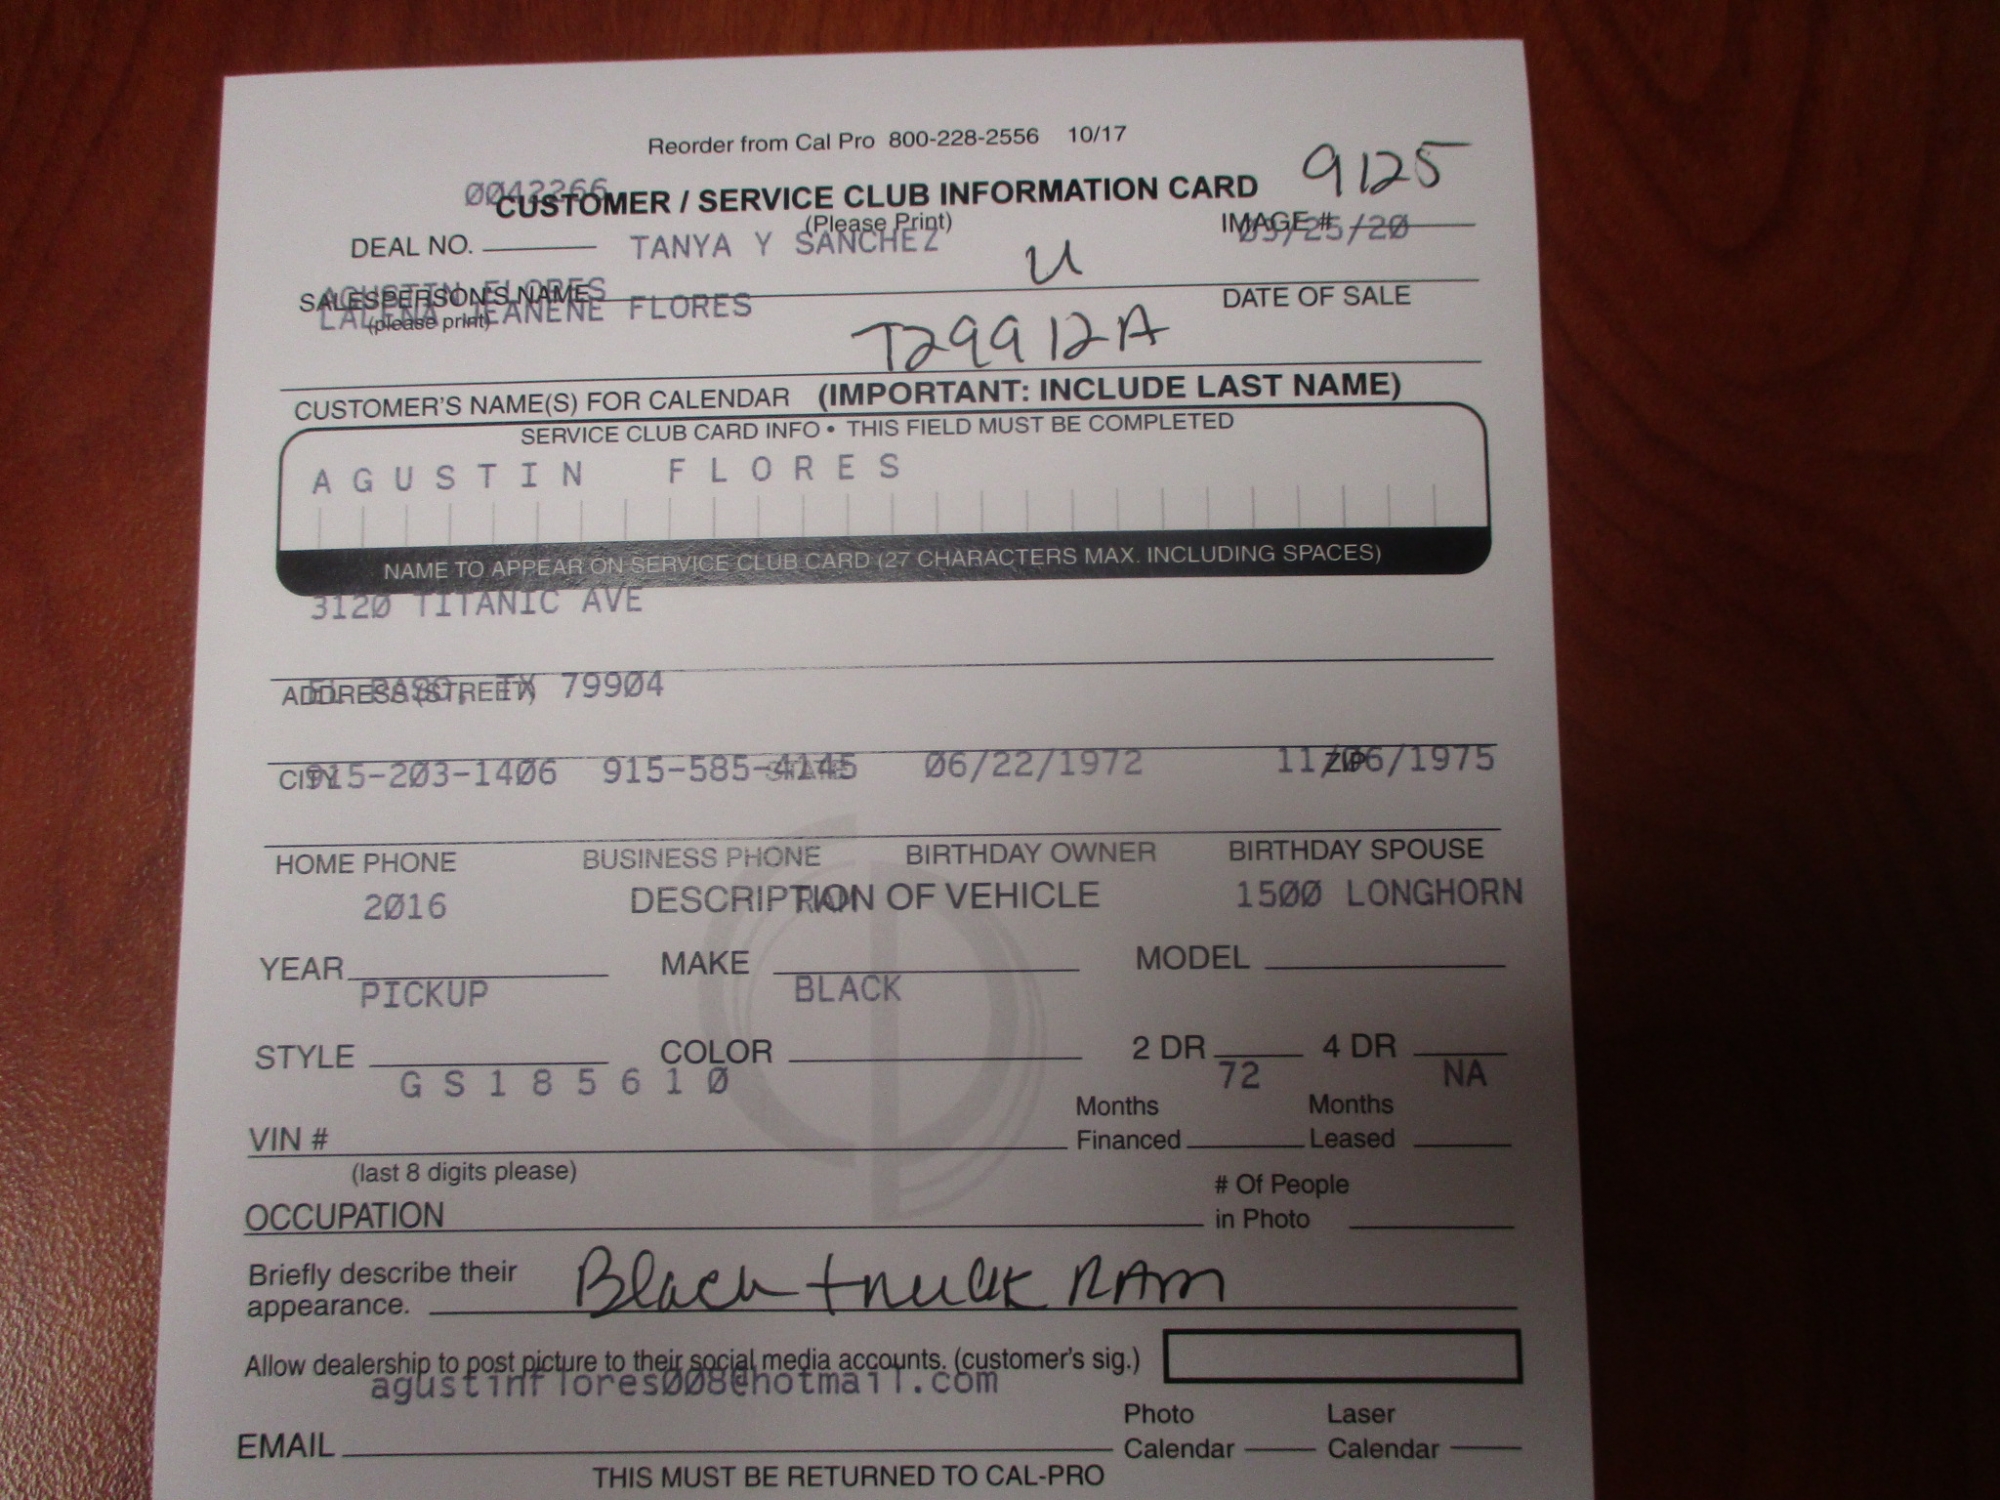 Reorder from Cal Pro 800-228-2556 10/17
9125
0042266
CUSTOMER / SERVICE CLUB INFORMATION CARD
(Please Print)
IMAGE #
DEAL NO. TANYA Y SANCHEZ 03/25/20
U
AGUSTIN FLORES
SALESPERSON'S NAME DATE OF SALE
(please print)
JEANENE FLORES
T29912A
CUSTOMER'S NAME(S) FOR CALENDAR (IMPORTANT: INCLUDE LAST NAME)
SERVICE CLUB CARD INFO • THIS FIELD MUST BE COMPLETED
AGUSTIN FLORES
NAME TO APPEAR ON SERVICE CLUB CARD (27 CHARACTERS MAX. INCLUDING SPACES)
3120 TITANIC AVE
EL PASO, TX 79904
ADDRESS (STREET)
915-203-1406 915-585-4145 06/22/1972 11/06/1975
CITY STATE ZIP
HOME PHONE BUSINESS PHONE BIRTHDAY OWNER BIRTHDAY SPOUSE
DESCRIPTION OF VEHICLE
2016 RAM 1500 LONGHORN
YEAR MAKE MODEL
PICKUP BLACK
STYLE COLOR 2 DR 4 DR
GS185610 72 NA
VIN # Months Financed Months Leased
(last 8 digits please)
OCCUPATION # Of People in Photo
Briefly describe their appearance. Black truck RAM
Allow dealership to post picture to their social media accounts. (customer's sig.)
agustinflores008@hotmail.com
EMAIL Photo Calendar Laser Calendar
THIS MUST BE RETURNED TO CAL-PRO